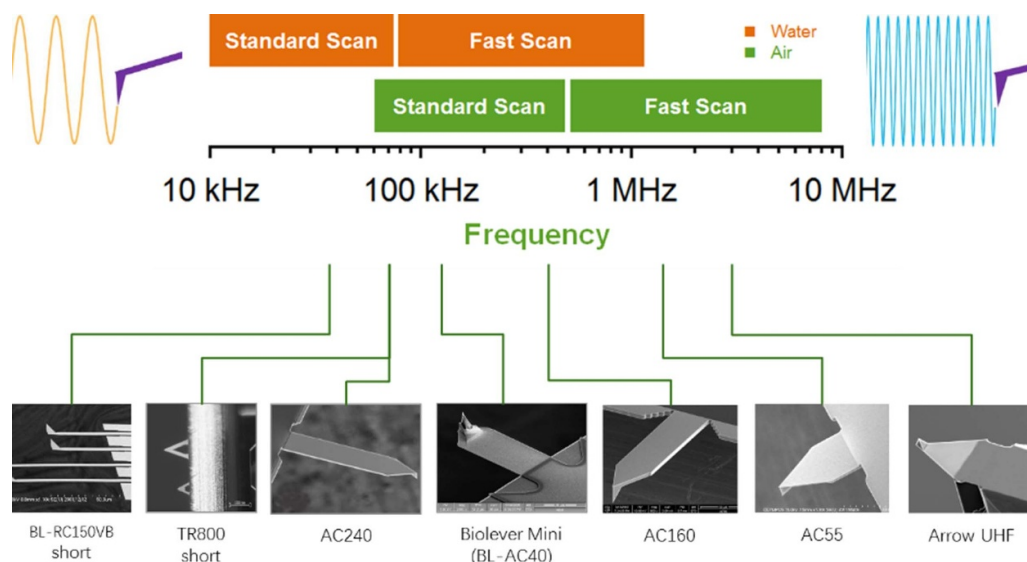 Standard Scan
Fast Scan
Water
Air
Standard Scan
Fast Scan
10 kHz
100 kHz
1 MHz
10 MHz
Frequency
BL-RC150VB
short
TR800
short
AC240
Biolever Mini
(BL-AC40)
AC160
AC55
Arrow UHF